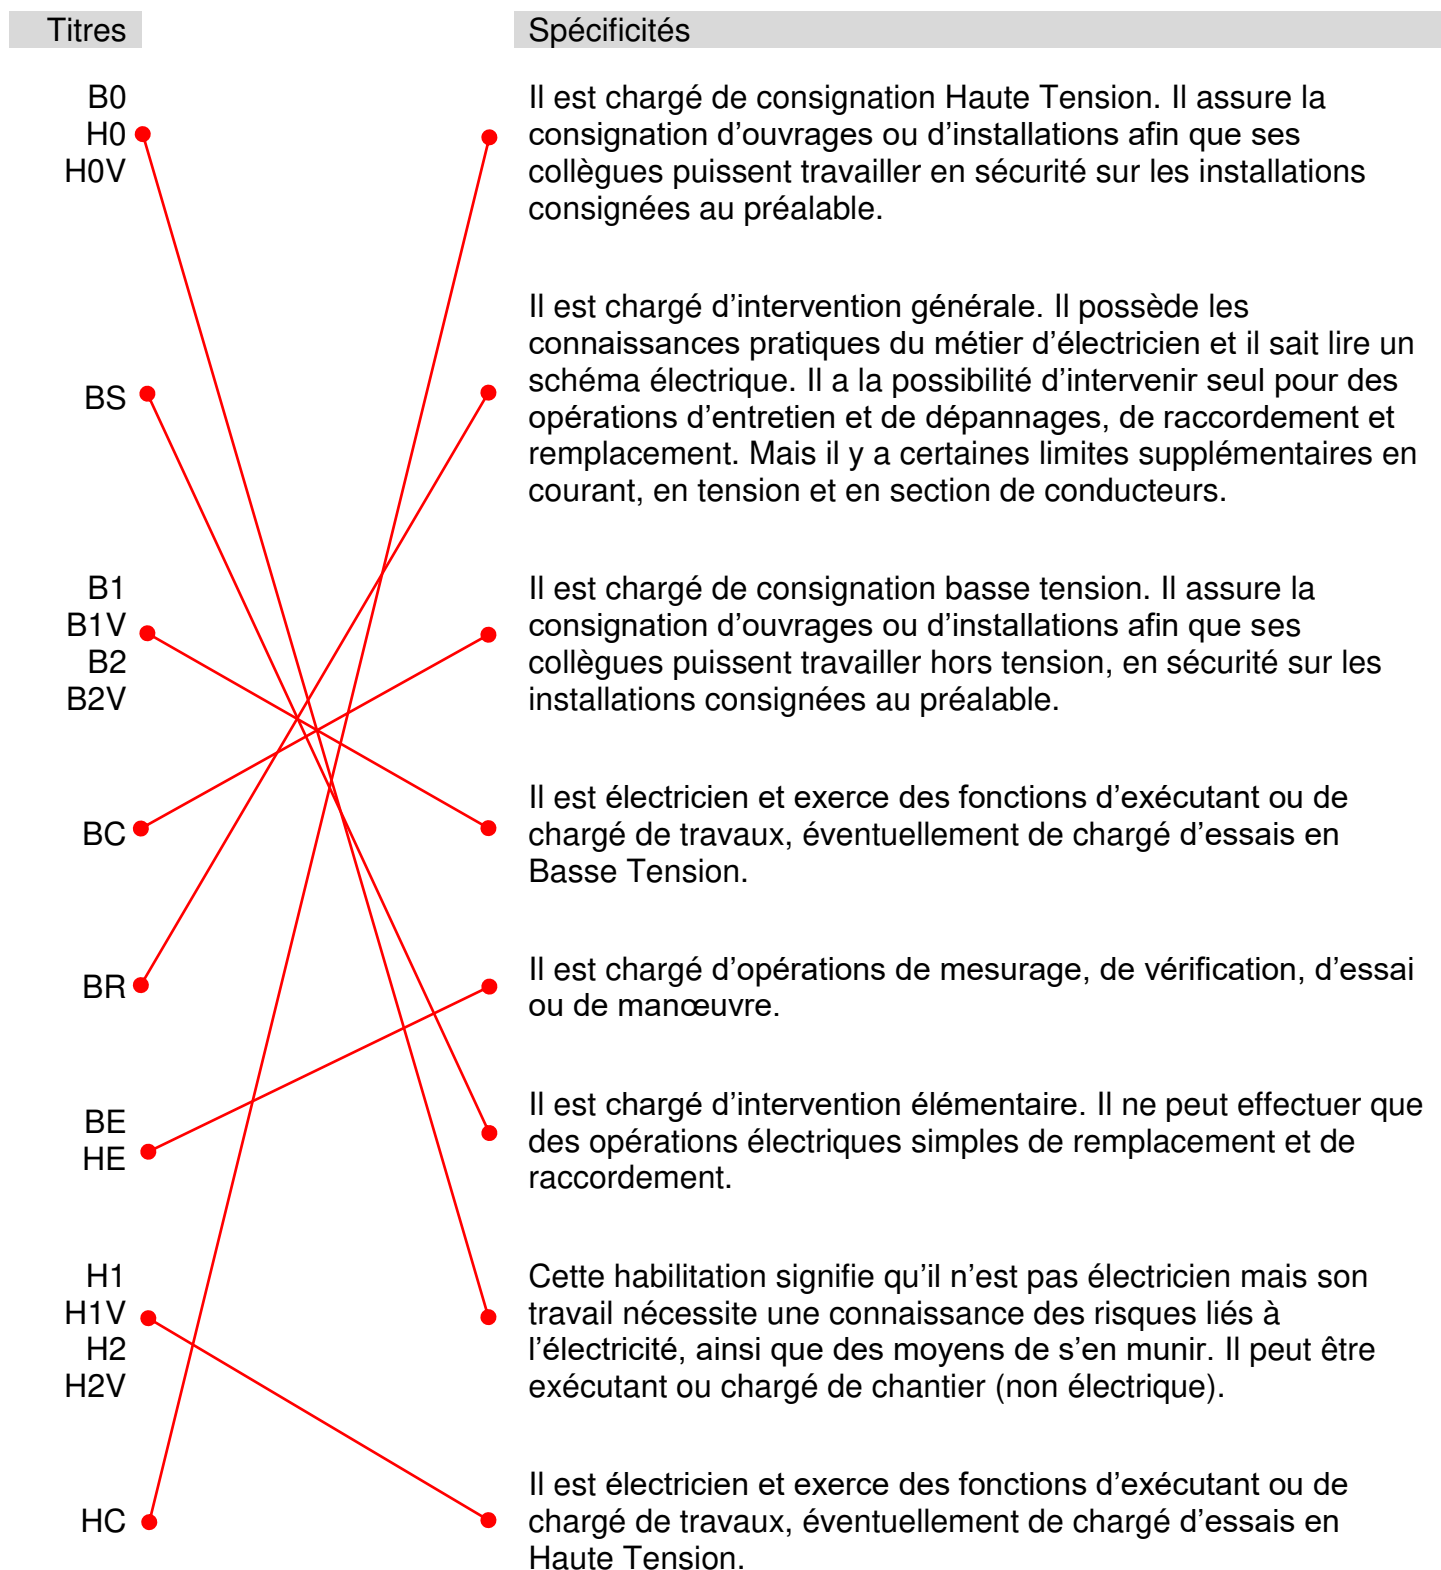 Titres
Spécificités
B0
H0
H0V
Il est chargé de consignation Haute Tension. Il assure la
consignation d’ouvrages ou d’installations afin que ses
collègues puissent travailler en sécurité sur les installations
consignées au préalable.
BS
Il est chargé d’intervention générale. Il possède les
connaissances pratiques du métier d’électricien et il sait lire un
schéma électrique. Il a la possibilité d’intervenir seul pour des
opérations d’entretien et de dépannages, de raccordement et
remplacement. Mais il y a certaines limites supplémentaires en
courant, en tension et en section de conducteurs.
B1
B1V
B2
B2V
Il est chargé de consignation basse tension. Il assure la
consignation d’ouvrages ou d’installations afin que ses
collègues puissent travailler hors tension, en sécurité sur les
installations consignées au préalable.
BC
Il est électricien et exerce des fonctions d’exécutant ou de
chargé de travaux, éventuellement de chargé d’essais en
Basse Tension.
BR
Il est chargé d’opérations de mesurage, de vérification, d’essai
ou de manœuvre.
BE
HE
Il est chargé d’intervention élémentaire. Il ne peut effectuer que
des opérations électriques simples de remplacement et de
raccordement.
H1
H1V
H2
H2V
Cette habilitation signifie qu’il n’est pas électricien mais son
travail nécessite une connaissance des risques liés à
l’électricité, ainsi que des moyens de s’en munir. Il peut être
exécutant ou chargé de chantier (non électrique).
HC
Il est électricien et exerce des fonctions d’exécutant ou de
chargé de travaux, éventuellement de chargé d’essais en
Haute Tension.